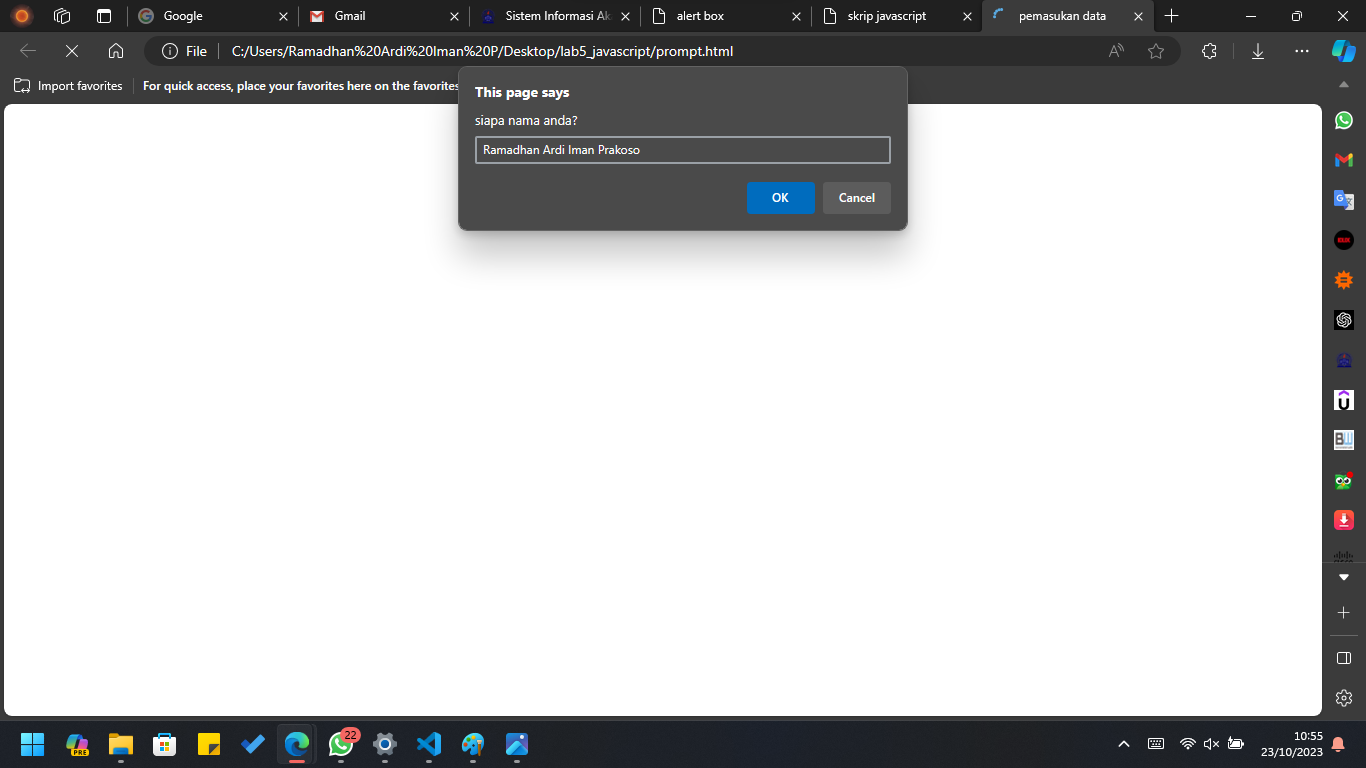 Google
Gmail
Sistem Informasi Ak
alert box
skrip javascript
pemasukan data
File
C:/Users/Ramadhan%20Ardi%20Iman%20P/Desktop/lab5_javascript/prompt.html
Import favorites
For quick access, place your favorites here on the favorites
This page says
siapa nama anda?
Ramadhan Ardi Iman Prakoso
OK
Cancel
PRE
22
10:55
23/10/2023